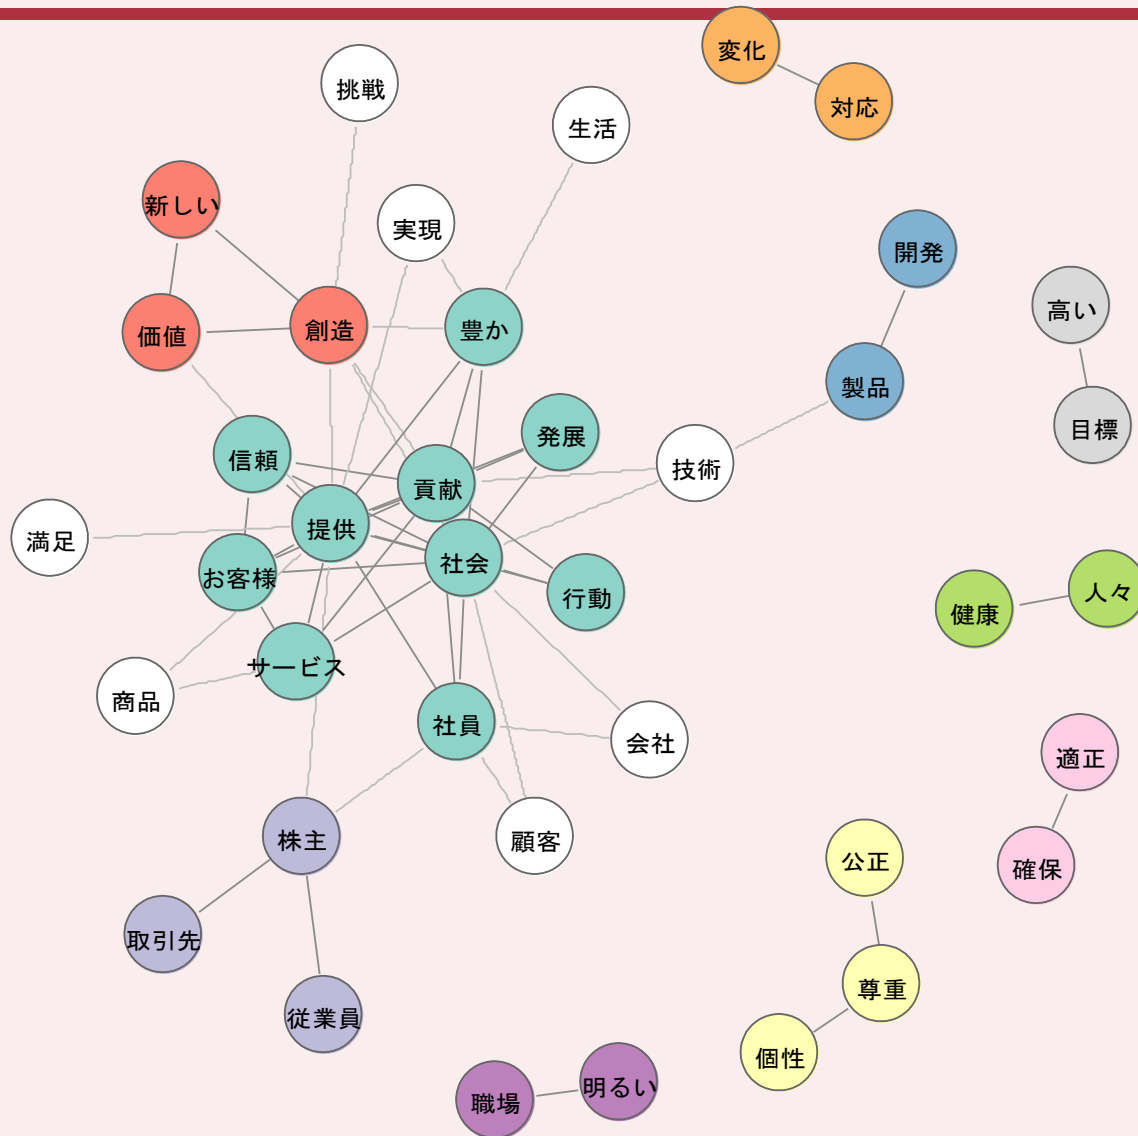 変化
対応
挑戦
生活
新しい
実現
開発
高い
価値
創造
豊か
製品
目標
発展
信頼
技術
貢献
提供
満足
社会
お客様
行動
人々
健康
サービス
商品
社員
会社
適正
株主
顧客
公正
確保
取引先
尊重
従業員
個性
明るい
職場